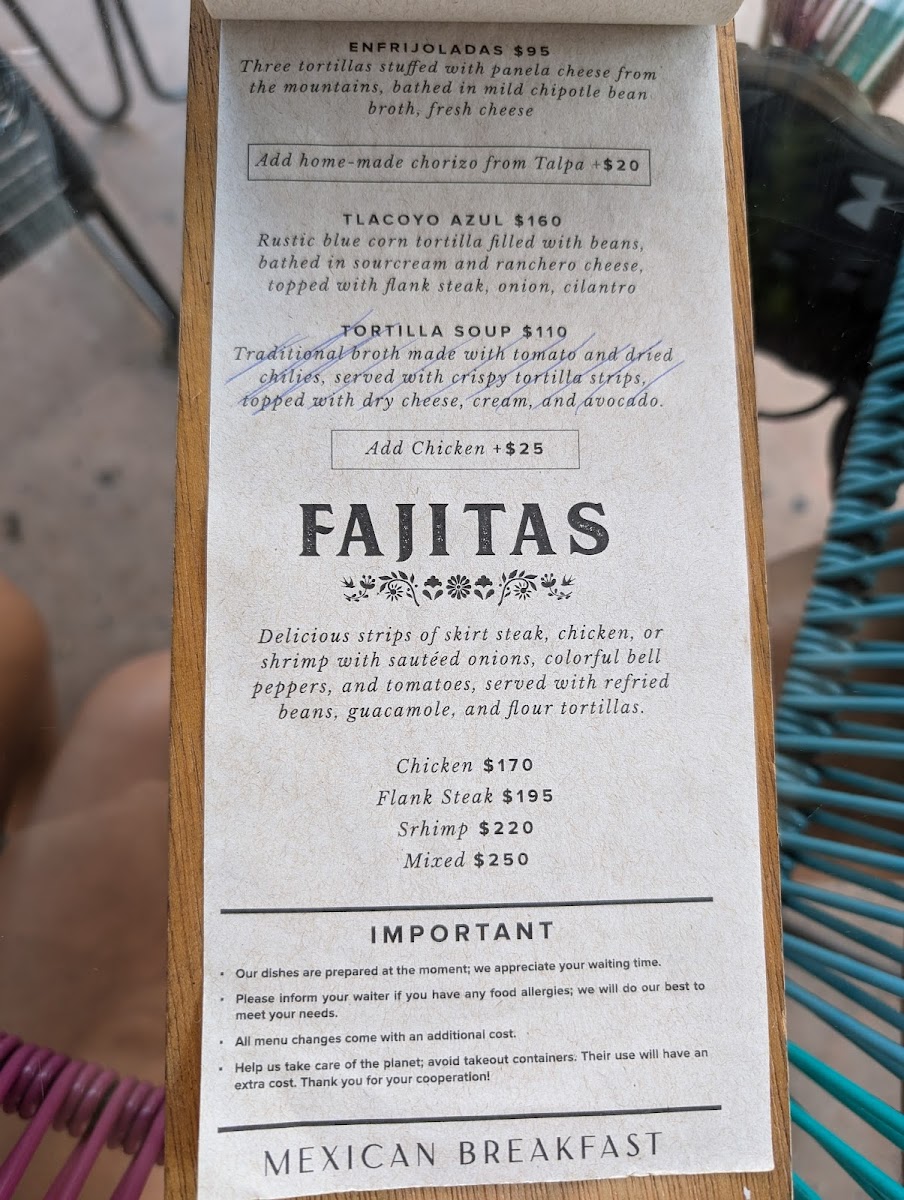 ENFRIJOLADAS $95
Three tortillas stuffed with panela cheese from
the mountains, bathed in mild chipotle bean
broth, fresh cheese
Add home-made chorizo from Talpa +$20
TLACOYO AZUL $160
Rustic blue corn tortilla filled with beans,
bathed in sourcream and ranchero cheese,
topped with flank steak, onion, cilantro
TORTILLA SOUP $110
Traditional broth made with tomato and dried
chilies, served with crispy tortilla strips,
topped with dry cheese, cream, and avocado.
Add Chicken +$25
FAJITAS
Delicious strips of skirt steak, chicken, or
shrimp with sautéed onions, colorful bell
peppers, and tomatoes, served with refried
beans, guacamole, and flour tortillas.
Chicken $170
Flank Steak $195
Srhimp $220
Mixed $250
IMPORTANT
• Our dishes are prepared at the moment; we appreciate your waiting time.
• Please inform your waiter if you have any food allergies; we will do our best to
meet your needs.
• All menu changes come with an additional cost.
• Help us take care of the planet; avoid takeout containers. Their use will have an
extra cost. Thank you for your cooperation!
MEXICAN BREAKFAST